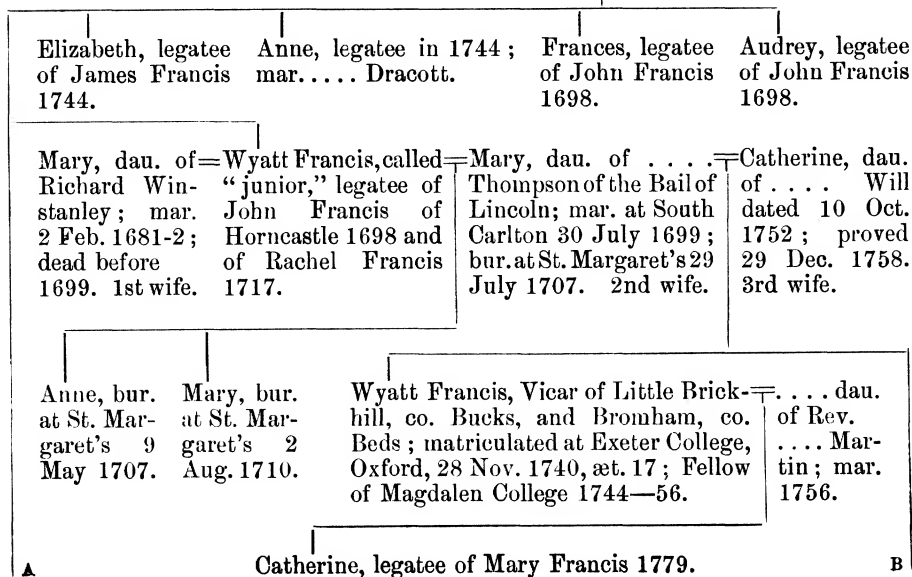 Elizabeth, legatee
of James Francis
1744.
Anne, legatee in 1744 ;
mar..... Dracott.
Frances, legatee
of John Francis
1698.
Audrey, legatee
of John Francis
1698.
Mary, dau. of=
Richard Win-
stanley ; mar.
2 Feb. 1681-2 ;
dead before
1699. 1st wife.
Wyatt Francis, called=
“junior,” legatee of
John Francis of
Horncastle 1698 and
of Rachel Francis
1717.
Mary, dau. of . . . .=
Thompson of the Bail of
Lincoln; mar. at South
Carlton 30 July 1699 ;
bur. at St. Margaret's 29
July 1707. 2nd wife.
Catherine, dau.
of . . . . Will
dated 10 Oct.
1752 ; proved
29 Dec. 1758.
3rd wife.
Anne, bur.
at St. Mar-
garet's 9
May 1707.
Mary, bur.
at St. Mar-
garet's 2
Aug. 1710.
Wyatt Francis, Vicar of Little Brick-=
hill, co. Bucks, and Bromham, co.
Beds ; matriculated at Exeter College,
Oxford, 28 Nov. 1740, æt. 17 ; Fellow
of Magdalen College 1744—56.
. . . . dau.
of Rev.
. . . . Mar-
tin ; mar.
1756.
A
Catherine, legatee of Mary Francis 1779.
B